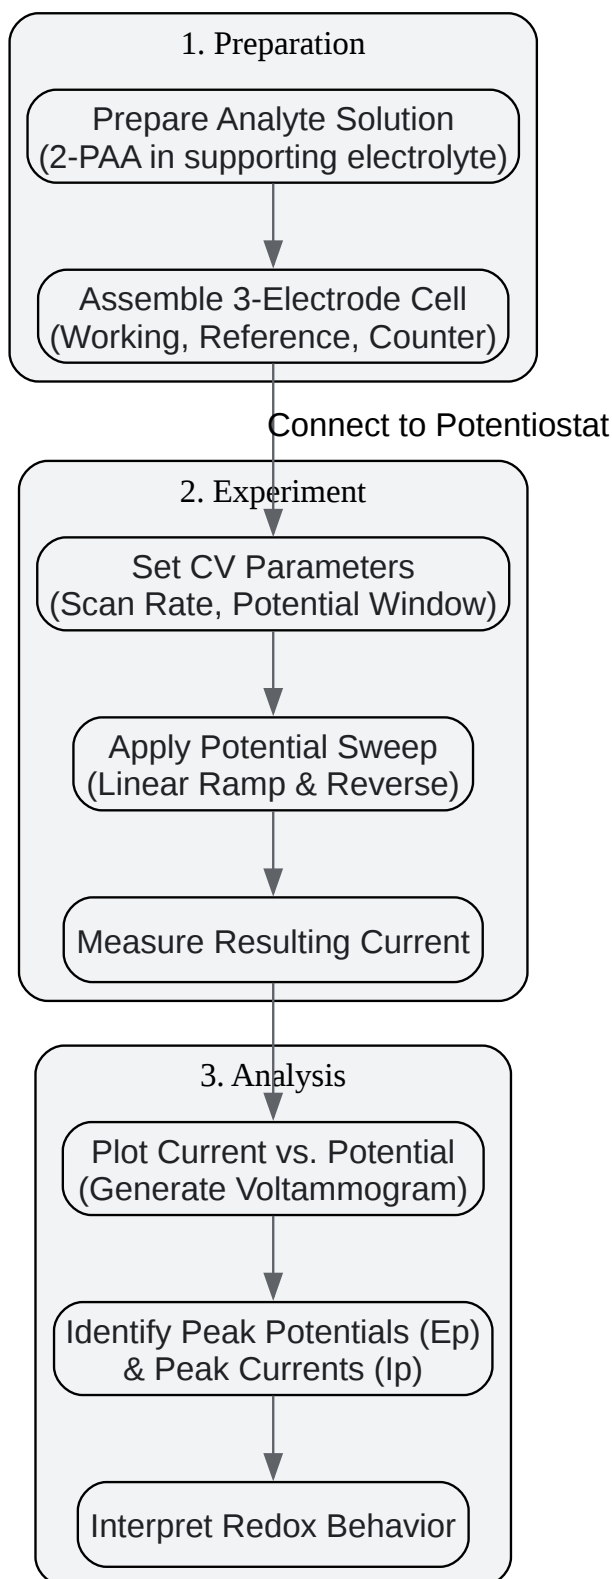 1. Preparation
Prepare Analyte Solution
(2-PAA in supporting electrolyte)
Assemble 3-Electrode Cell
(Working, Reference, Counter)
Connect to Potentiostat
2. Experiment
Set CV Parameters
(Scan Rate, Potential Window)
Apply Potential Sweep
(Linear Ramp & Reverse)
Measure Resulting Current
3. Analysis
Plot Current vs. Potential
(Generate Voltammogram)
Identify Peak Potentials (Ep)
& Peak Currents (Ip)
Interpret Redox Behavior